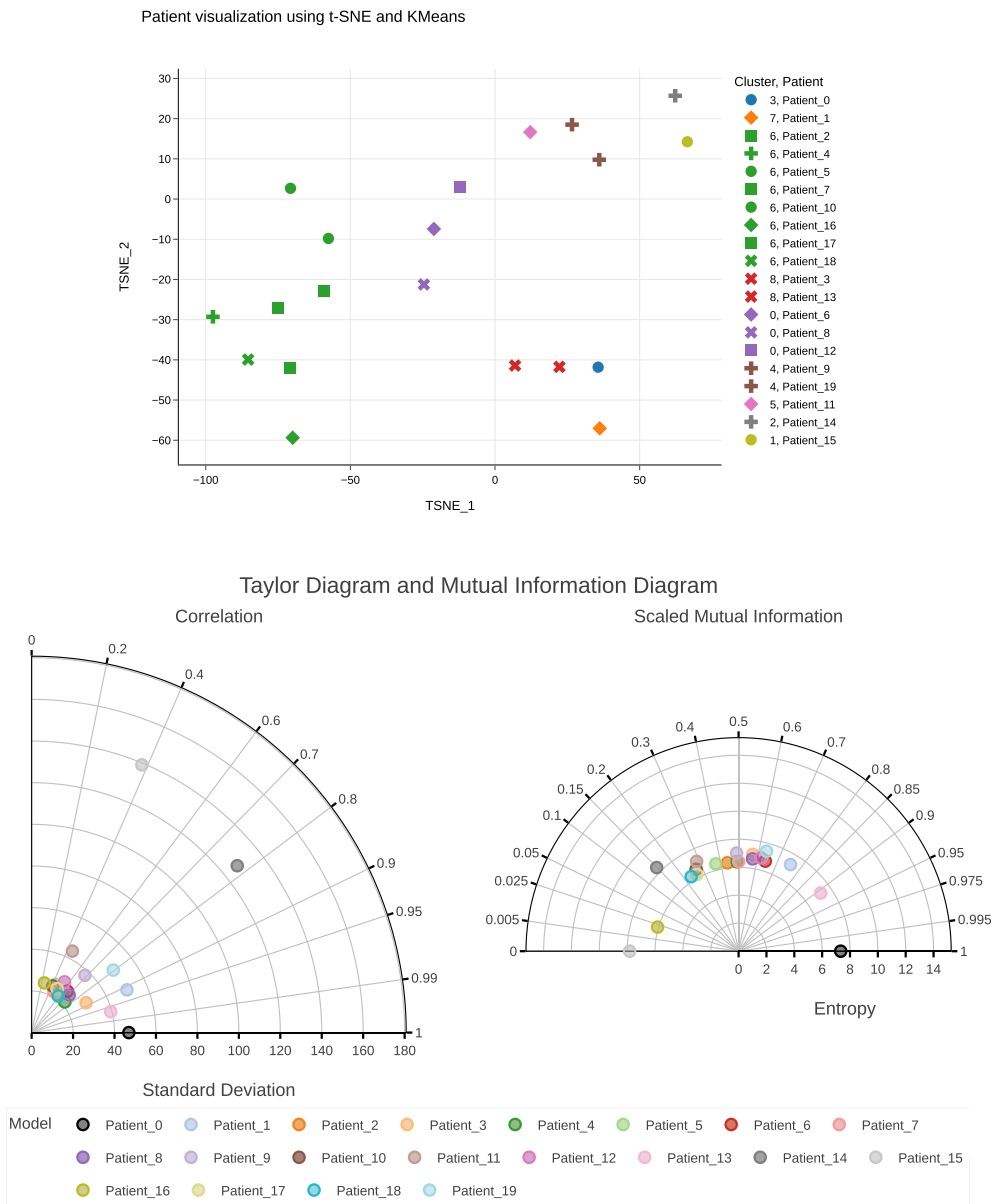 Patient visualization using t-SNE and KMeans
Cluster, Patient
3, Patient_0
7, Patient_1
6, Patient_2
6, Patient_4
6, Patient_5
6, Patient_7
6, Patient_10
6, Patient_16
6, Patient_17
6, Patient_18
8, Patient_3
8, Patient_13
0, Patient_6
0, Patient_8
0, Patient_12
4, Patient_9
4, Patient_19
5, Patient_11
2, Patient_14
1, Patient_15
30
20
10
0
−10
−20
−30
−40
−50
−60
TSNE_2
−100 −50 0 50
TSNE_1
Taylor Diagram and Mutual Information Diagram
Correlation
0
0.2
0.4
0.6
0.7
0.8
0.9
0.95
0.99
1
0 20 40 60 80 100 120 140 160 180
Standard Deviation
Scaled Mutual Information
0
0.005
0.025
0.05
0.1
0.15
0.2
0.3
0.4
0.5
0.6
0.7
0.8
0.85
0.9
0.95
0.975
0.995
1
0 2 4 6 8 10 12 14
Entropy
Model Patient_0 Patient_1 Patient_2 Patient_3 Patient_4 Patient_5 Patient_6 Patient_7
Patient_8 Patient_9 Patient_10 Patient_11 Patient_12 Patient_13 Patient_14 Patient_15
Patient_16 Patient_17 Patient_18 Patient_19